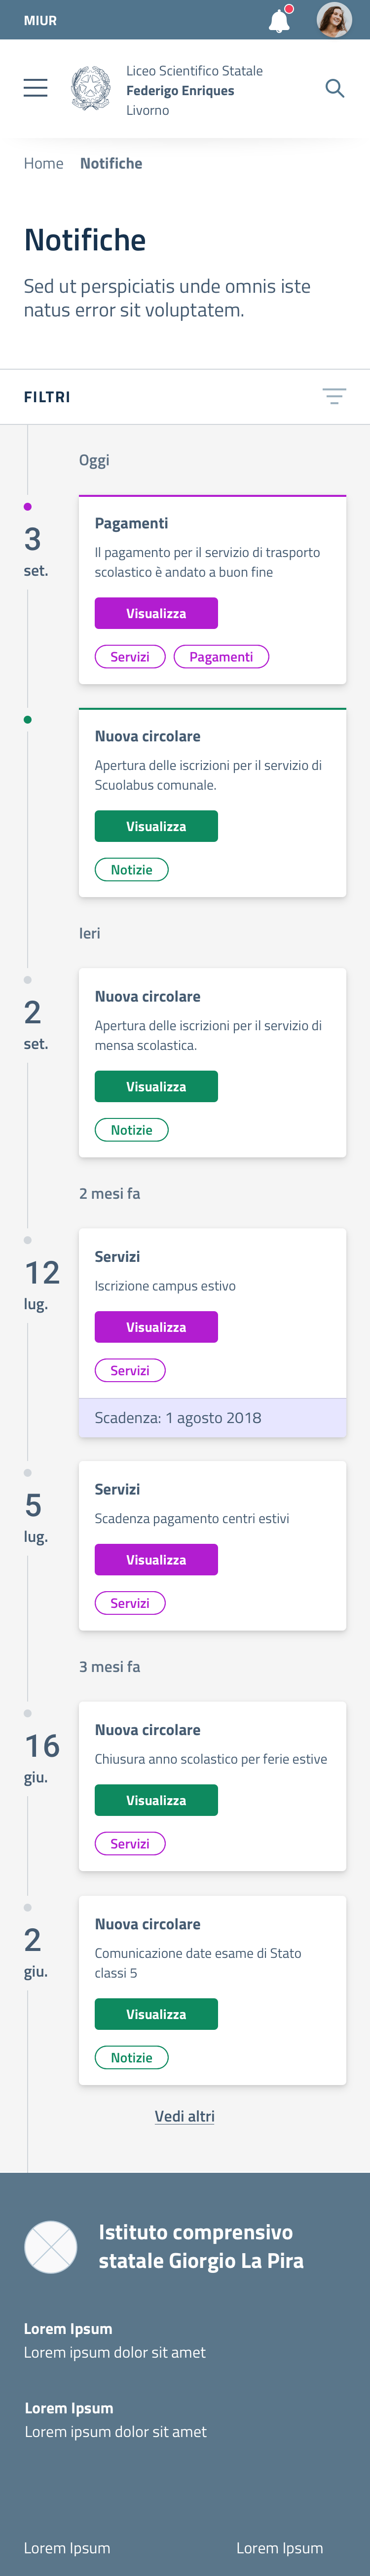 MIUR
Liceo Scientifico Statale
Federigo Enriques
Livorno
Home Notifiche
Notifiche
Sed ut perspiciatis unde omnis iste
natus error sit voluptatem.
FILTRI
Oggi
3
set.
Pagamenti
Il pagamento per il servizio di trasporto
scolastico è andato a buon fine
Visualizza
Servizi Pagamenti
Nuova circolare
Apertura delle iscrizioni per il servizio di
Scuolabus comunale.
Visualizza
Notizie
Ieri
2
set.
Nuova circolare
Apertura delle iscrizioni per il servizio di
mensa scolastica.
Visualizza
Notizie
2 mesi fa
12
lug.
Servizi
Iscrizione campus estivo
Visualizza
Servizi
Scadenza: 1 agosto 2018
5
lug.
Servizi
Scadenza pagamento centri estivi
Visualizza
Servizi
3 mesi fa
16
giu.
Nuova circolare
Chiusura anno scolastico per ferie estive
Visualizza
Servizi
2
giu.
Nuova circolare
Comunicazione date esame di Stato
classi 5
Visualizza
Notizie
Vedi altri
Istituto comprensivo
statale Giorgio La Pira
Lorem Ipsum
Lorem ipsum dolor sit amet
Lorem Ipsum
Lorem ipsum dolor sit amet
Lorem Ipsum Lorem Ipsum